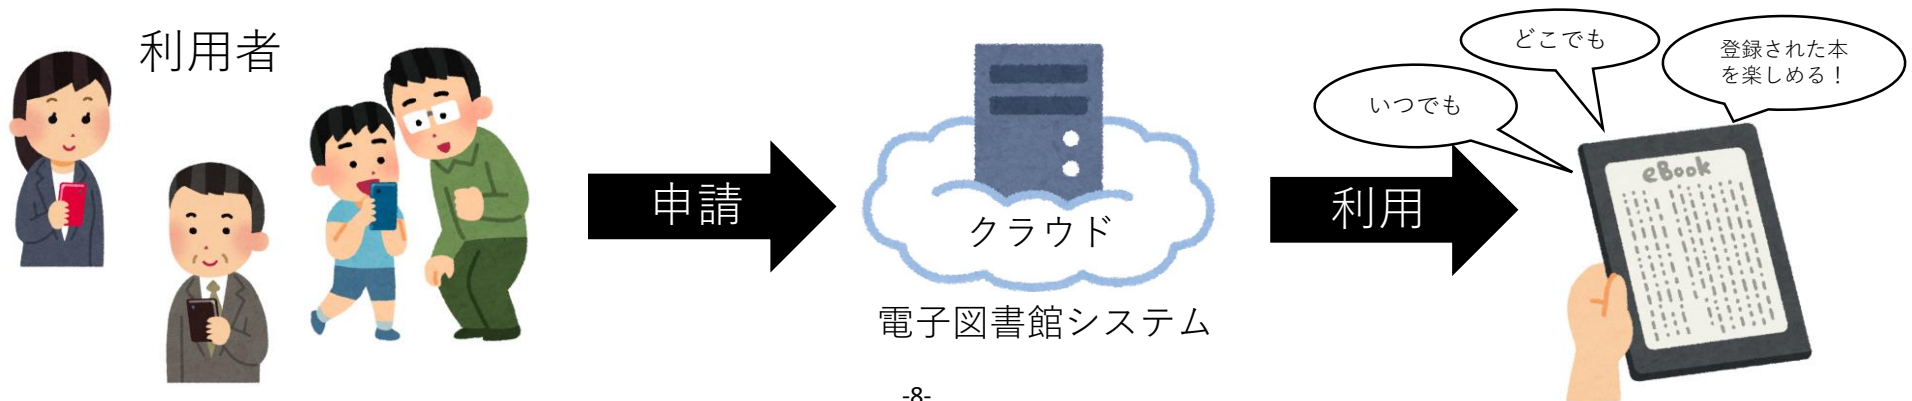 利用者
申請
クラウド
電子図書館システム
利用
いつでも
どこでも
登録された本
を楽しめる！
eBook
-8-